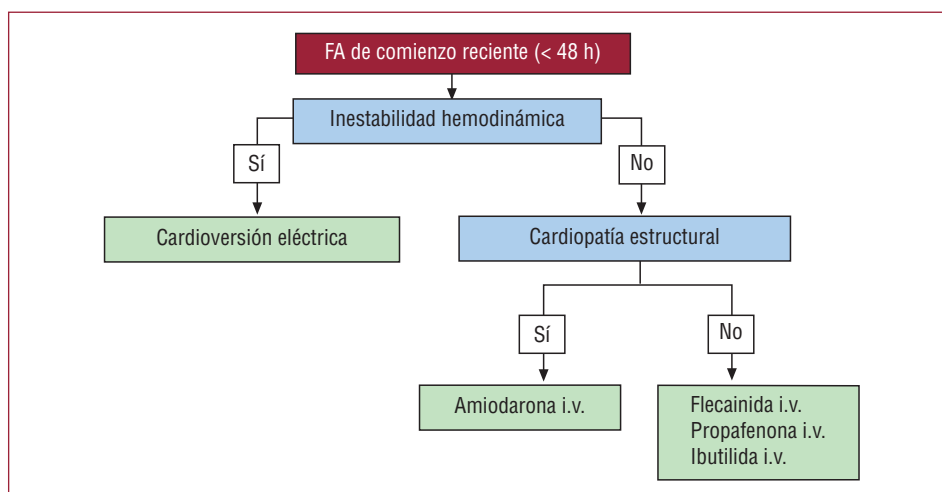 FA de comienzo reciente (< 48 h)
Inestabilidad hemodinámica
Sí
No
Cardioversión eléctrica
Cardiopatía estructural
Sí
No
Amiodarona i.v.
Flecainida i.v.
Propafenona i.v.
Ibutilida i.v.